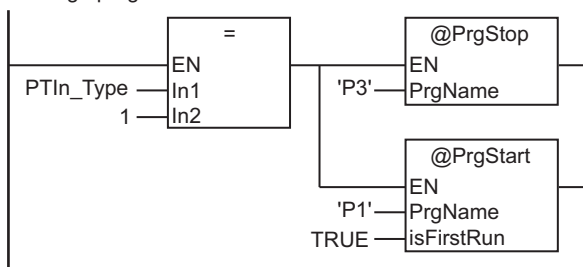 =
@PrgStop
EN
EN
PTIn_Type
In1
'P3'
PrgName
1
In2
@PrgStart
EN
'P1'
PrgName
TRUE
isFirstRun